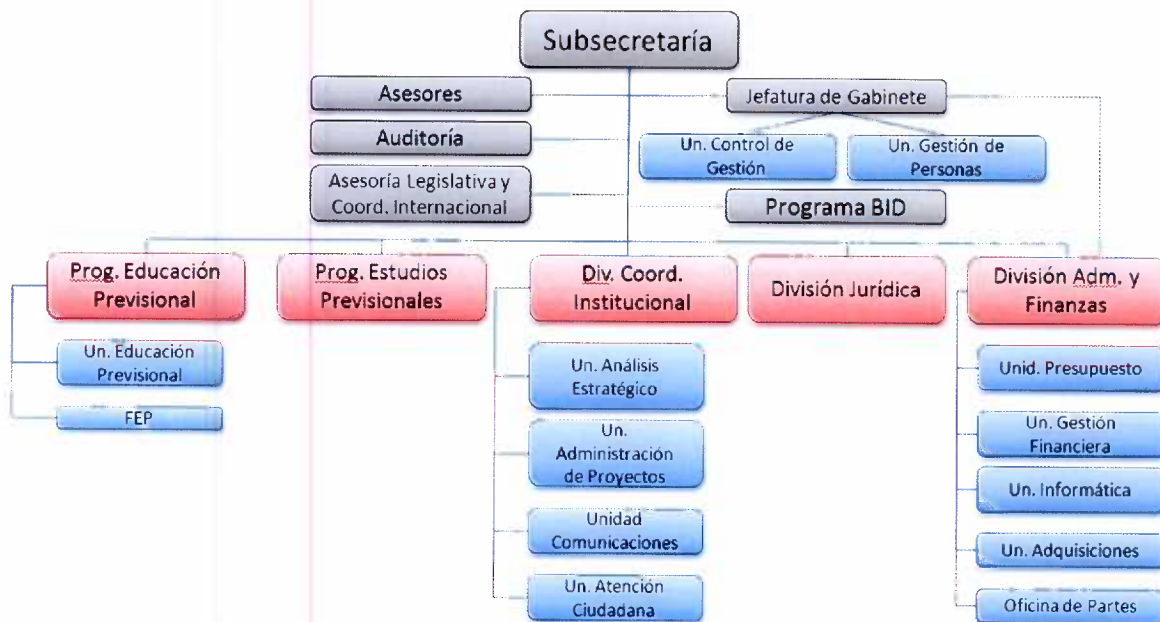 Subsecretaría
Asesores
Jefatura de Gabinete
Auditoría
Un. Control de
Gestión
Un. Gestión de
Personas
Asesoría Legislativa y
Coord. Internacional
Programa BID
Prog. Educación
Previsional
Prog. Estudios
Previsionales
Div. Coord.
Institucional
División Jurídica
División Adm. y
Finanzas
Un. Educación
Previsional
FEP
Un. Análisis
Estratégico
Un.
Administración
de Proyectos
Unidad
Comunicaciones
Un. Atención
Ciudadana
Unid. Presupuesto
Un. Gestión
Financiera
Un. Informática
Un. Adquisiciones
Oficina de Partes